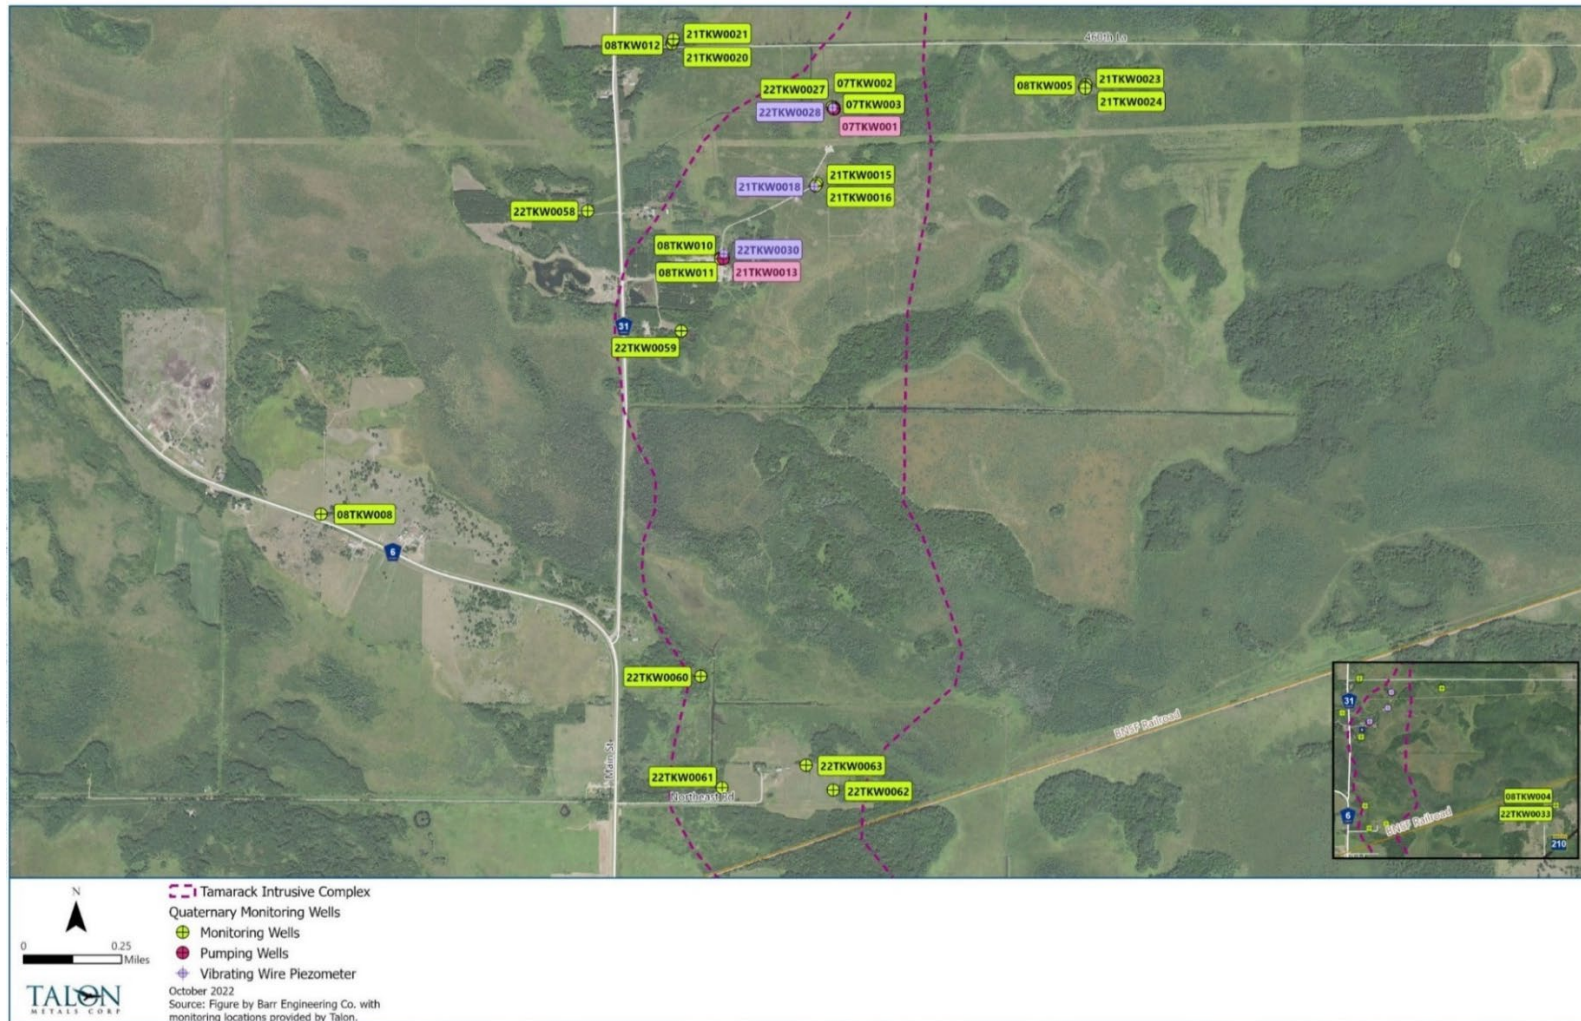 21TKW0021
08TKW012
21TKW0020
460th Ln
07TKW002
22TKW0027
07TKW003
22TKW0028
07TKW001
21TKW0023
08TKW005
21TKW0024
21TKW0015
21TKW0018
21TKW0016
22TKW0058
08TKW010
22TKW0030
08TKW011
21TKW0013
31
22TKW0059
08TKW008
6
22TKW0060
Main St
BNSF Railroad
22TKW0063
22TKW0061
22TKW0062
Northeast Rd
31
08TKW004
22TKW0033
6
BNSF Railroad
210
N
0 0.25
Miles
TALON
METALS CORP
Tamarack Intrusive Complex
Quaternary Monitoring Wells
Monitoring Wells
Pumping Wells
Vibrating Wire Piezometer
October 2022
Source: Figure by Barr Engineering Co. with
monitoring locations provided by Talon.